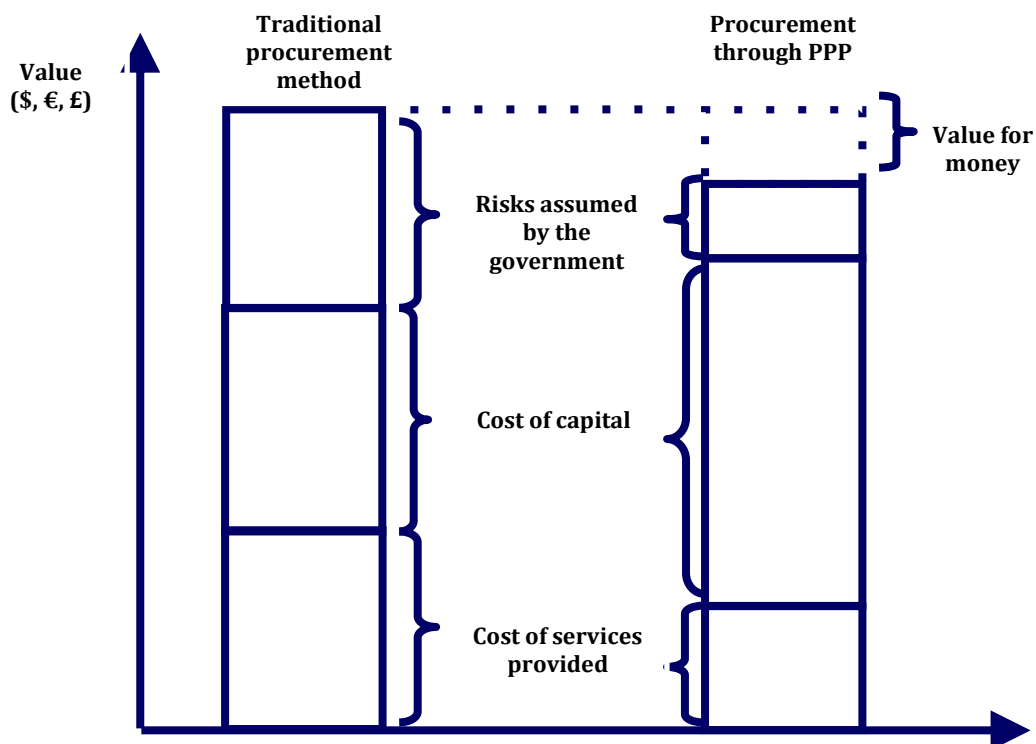 Traditional
procurement
method
Procurement
through PPP
Value
($, €, £)
Value for
money
Risks assumed
by the
government
Cost of capital
Cost of services
provided